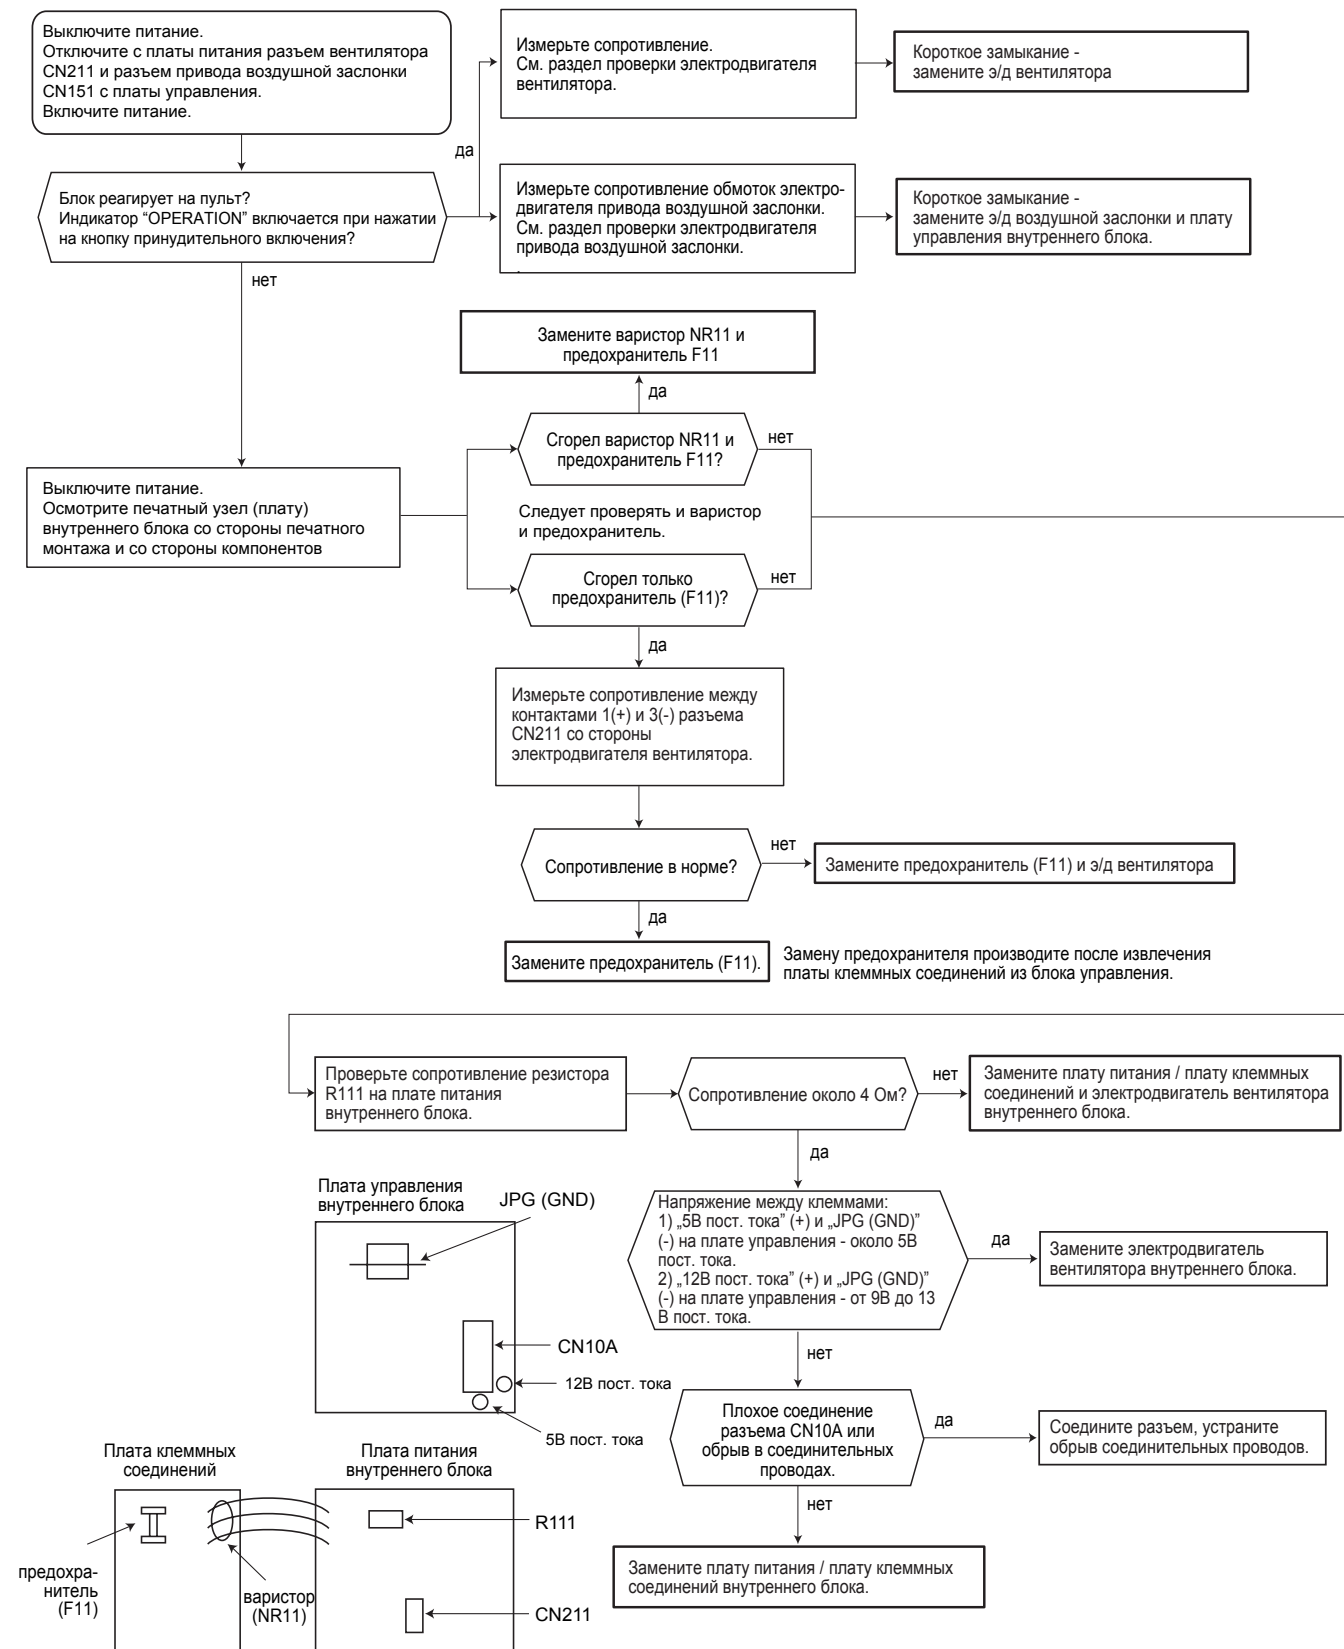 Выключите питание.
Отключите с платы питания разъем вентилятора
CN211 и разъем привода воздушной заслонки
CN151 с платы управления.
Включите питание.
Измерьте сопротивление.
См. раздел проверки электродвигателя
вентилятора.
Короткое замыкание -
замените э/д вентилятора
да
Блок реагирует на пульт?
Индикатор “OPERATION” включается при нажатии
на кнопку принудительного включения?
Измерьте сопротивление обмоток электро-
двигателя привода воздушной заслонки.
См. раздел проверки электродвигателя
привода воздушной заслонки.
.
Короткое замыкание -
замените э/д воздушной заслонки и плату
управления внутреннего блока.
нет
Замените варистор NR11 и
предохранитель F11
да
Сгорел варистор NR11 и
предохранитель F11?
нет
Выключите питание.
Осмотрите печатный узел (плату)
внутреннего блока со стороны печатного
монтажа и со стороны компонентов
Следует проверять и варистор
и предохранитель.
Сгорел только
предохранитель (F11)?
нет
да
Измерьте сопротивление между
контактами 1(+) и 3(-) разъема
CN211 со стороны
электродвигателя вентилятора.
Сопротивление в норме?
нет
Замените предохранитель (F11) и э/д вентилятора
да
Замените предохранитель (F11).
Замену предохранителя производите после извлечения
платы клеммных соединений из блока управления.
Проверьте сопротивление резистора
R111 на плате питания
внутреннего блока.
Сопротивление около 4 Ом?
нет
Замените плату питания / плату клеммных
соединений и электродвигатель вентилятора
внутреннего блока.
да
Плата управления
внутреннего блока
JPG (GND)
Напряжение между клеммами:
1) „5В пост. тока” (+) и „JPG (GND)”
(-) на плате управления - около 5В
пост. тока.
2) „12В пост. тока” (+) и „JPG (GND)”
(-) на плате управления - от 9В до 13
В пост. тока.
да
Замените электродвигатель
вентилятора внутреннего блока.
нет
CN10A
12В пост. тока
5В пост. тока
Плохое соединение
разъема CN10A или
обрыв в соединительных
проводах.
да
Соедините разъем, устраните
обрыв соединительных проводов.
нет
Замените плату питания / плату клеммных
соединений внутреннего блока.
Плата клеммных
соединений
Плата питания
внутреннего блока
R111
предохра-
нитель
(F11)
варистор
(NR11)
CN211